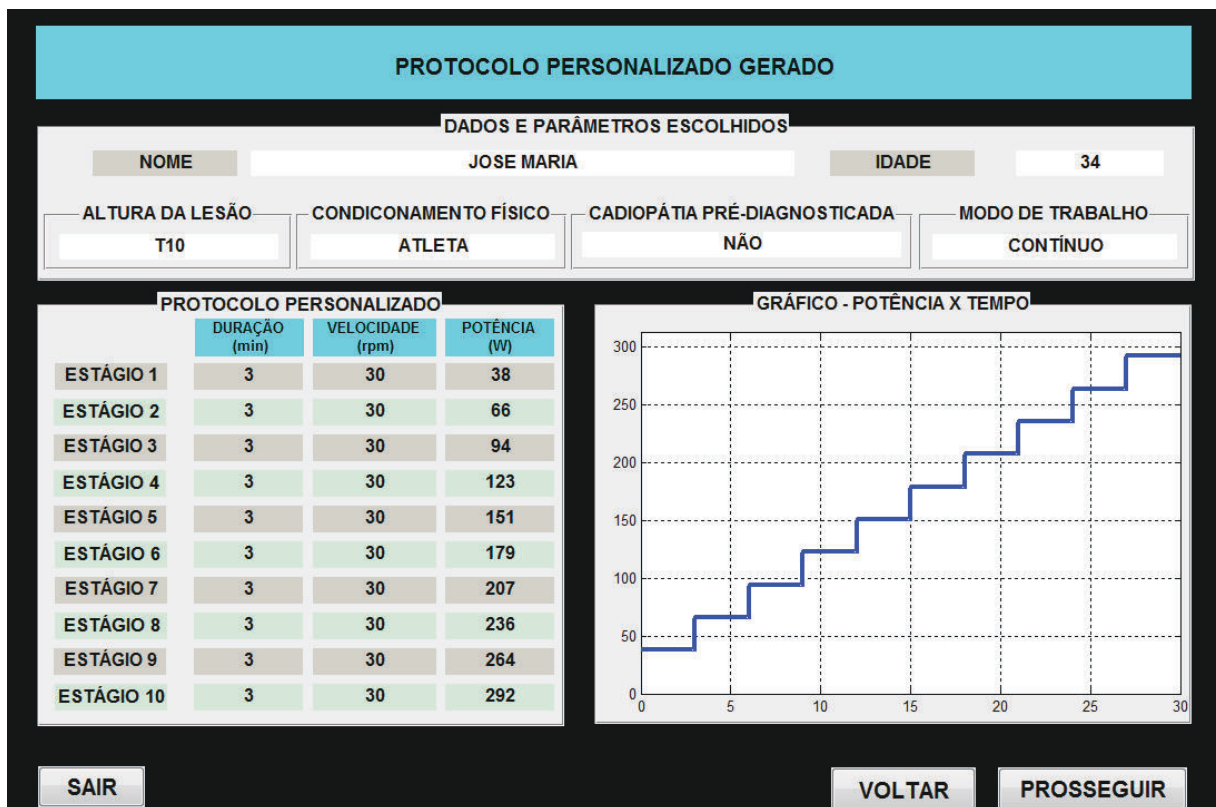 PROTOCOLO PERSONALIZADO GERADO
DADOS E PARÂMETROS ESCOLHIDOS
NOME JOSE MARIA IDADE 34
ALTURA DA LESÃO CONDICONAMENTO FÍSICO CADIOPÁTIA PRÉ-DIAGNOSTICADA MODO DE TRABALHO
T10 ATLETA NÃO CONTÍNUO
PROTOCOLO PERSONALIZADO
DURAÇÃO (min) VELOCIDADE (rpm) POTÊNCIA (W)
ESTÁGIO 1 3 30 38
ESTÁGIO 2 3 30 66
ESTÁGIO 3 3 30 94
ESTÁGIO 4 3 30 123
ESTÁGIO 5 3 30 151
ESTÁGIO 6 3 30 179
ESTÁGIO 7 3 30 207
ESTÁGIO 8 3 30 236
ESTÁGIO 9 3 30 264
ESTÁGIO 10 3 30 292
GRÁFICO - POTÊNCIA X TEMPO
300
250
200
150
100
50
0
0 5 10 15 20 25 30
SAIR VOLTAR PROSSEGUIR